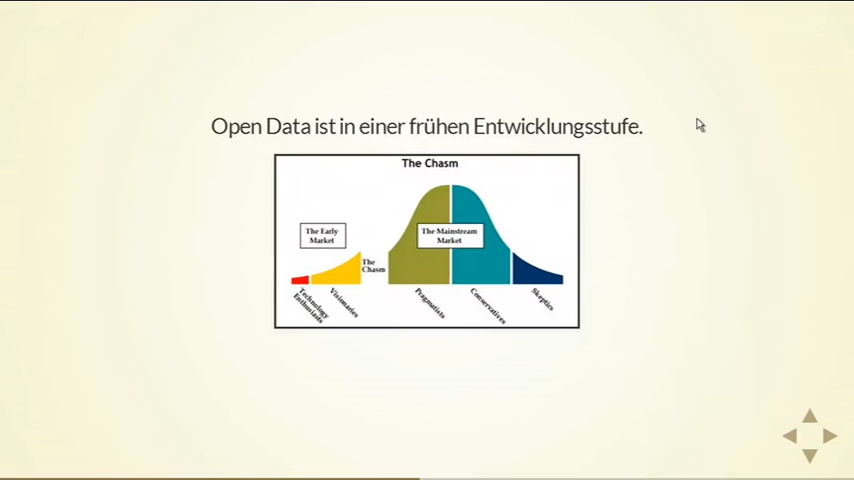 Open Data ist in einer frühen Entwicklungsstufe.
The Chasm
The Early
Market
The Mainstream
Market
The
Chasm
Technology
Enthusiasts
Visionaries
Pragmatists
Conservatives
Skeptics